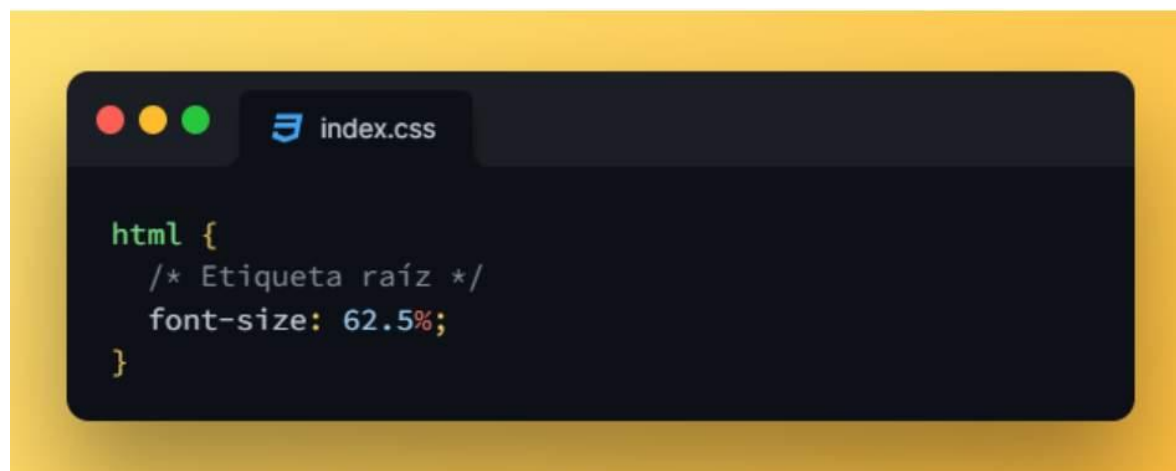 index.css
html {
/* Etiqueta raíz */
font-size: 62.5%;
}